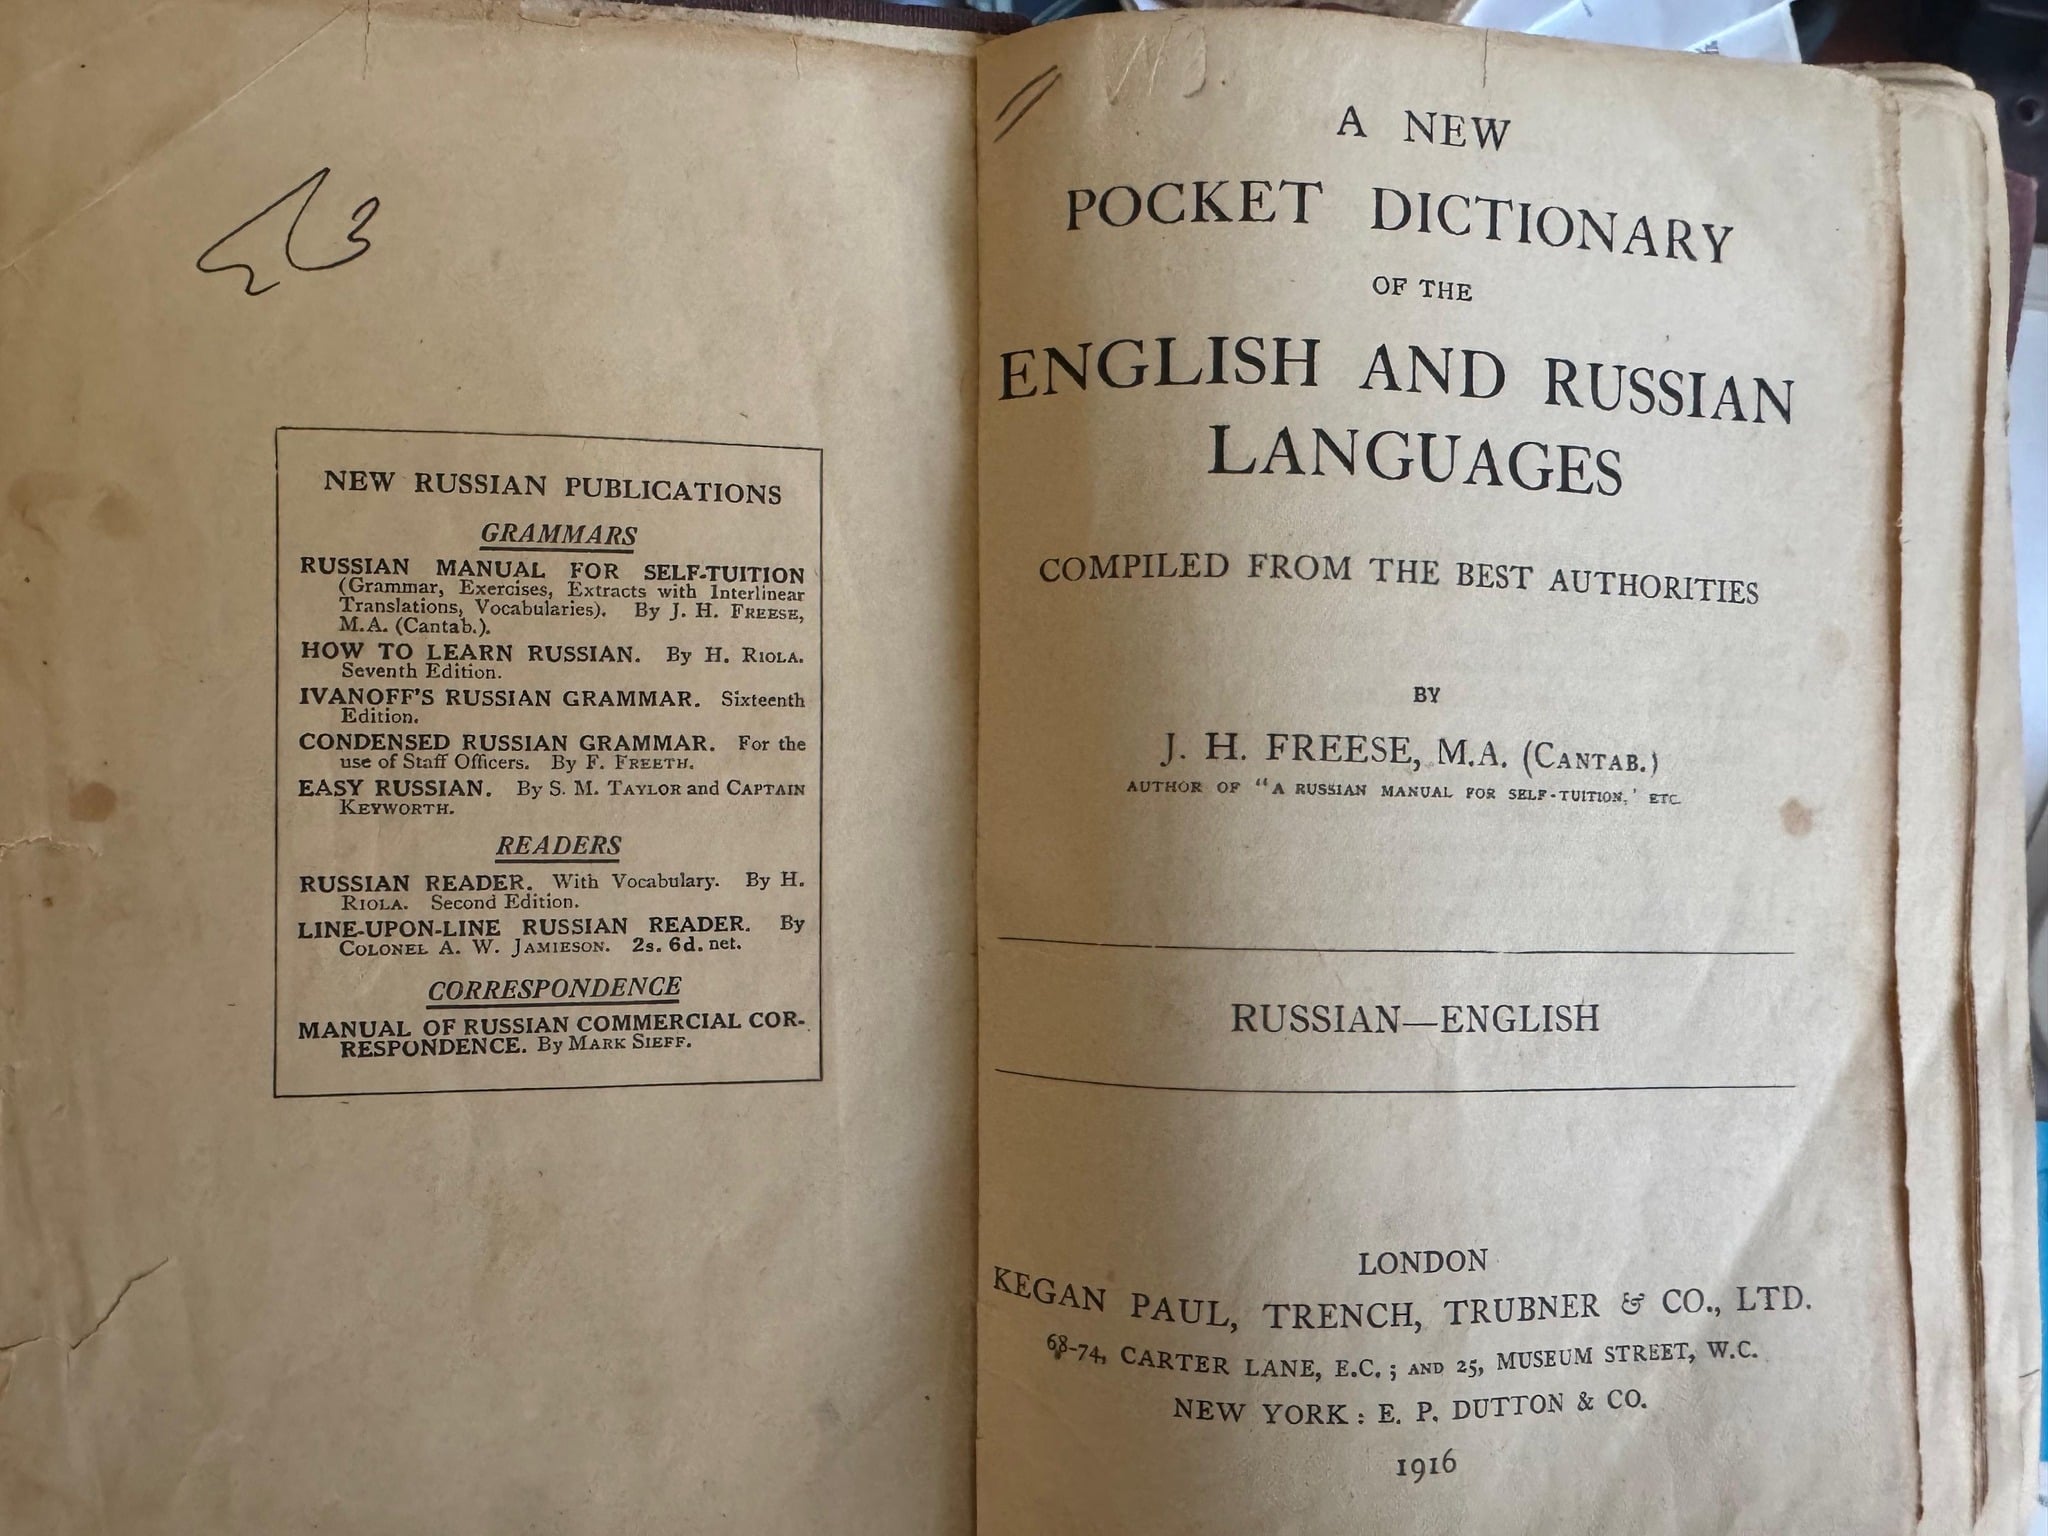 NEW RUSSIAN PUBLICATIONS
GRAMMARS
RUSSIAN MANUAL FOR SELF-TUITION
(Grammar, Exercises, Extracts with Interlinear
Translations, Vocabularies). By J. H. FREESE,
M.A. (Cantab.).
HOW TO LEARN RUSSIAN. By H. RIOLA.
Seventh Edition.
IVANOFF'S RUSSIAN GRAMMAR. Sixteenth
Edition.
CONDENSED RUSSIAN GRAMMAR. For the
use of Staff Officers. By F. FREETH.
EASY RUSSIAN. By S. M. TAYLOR and CAPTAIN
KEYWORTH.
READERS
RUSSIAN READER. With Vocabulary. By H.
RIOLA. Second Edition.
LINE-UPON-LINE RUSSIAN READER. By
COLONEL A. W. JAMIESON. 2s. 6d. net.
CORRESPONDENCE
MANUAL OF RUSSIAN COMMERCIAL COR-
RESPONDENCE. By MARK SIEFF.
A NEW
POCKET DICTIONARY
OF THE
ENGLISH AND RUSSIAN
LANGUAGES
COMPILED FROM THE BEST AUTHORITIES
BY
J. H. FREESE, M.A. (CANTAB.)
AUTHOR OF "A RUSSIAN MANUAL FOR SELF-TUITION,' ETC.
RUSSIAN—ENGLISH
LONDON
KEGAN PAUL, TRENCH, TRUBNER & CO., LTD.
68-74, CARTER LANE, E.C.; AND 25, MUSEUM STREET, W.C.
NEW YORK: E. P. DUTTON & CO.
1916